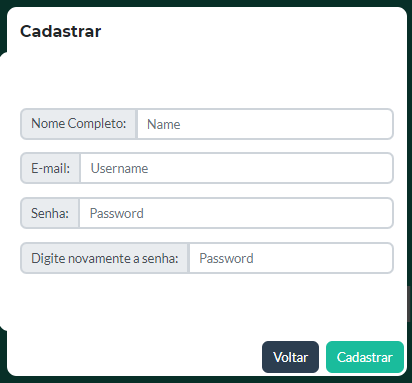 Cadastrar
Nome Completo: Name
E-mail: Username
Senha: Password
Digite novamente a senha: Password
Voltar Cadastrar